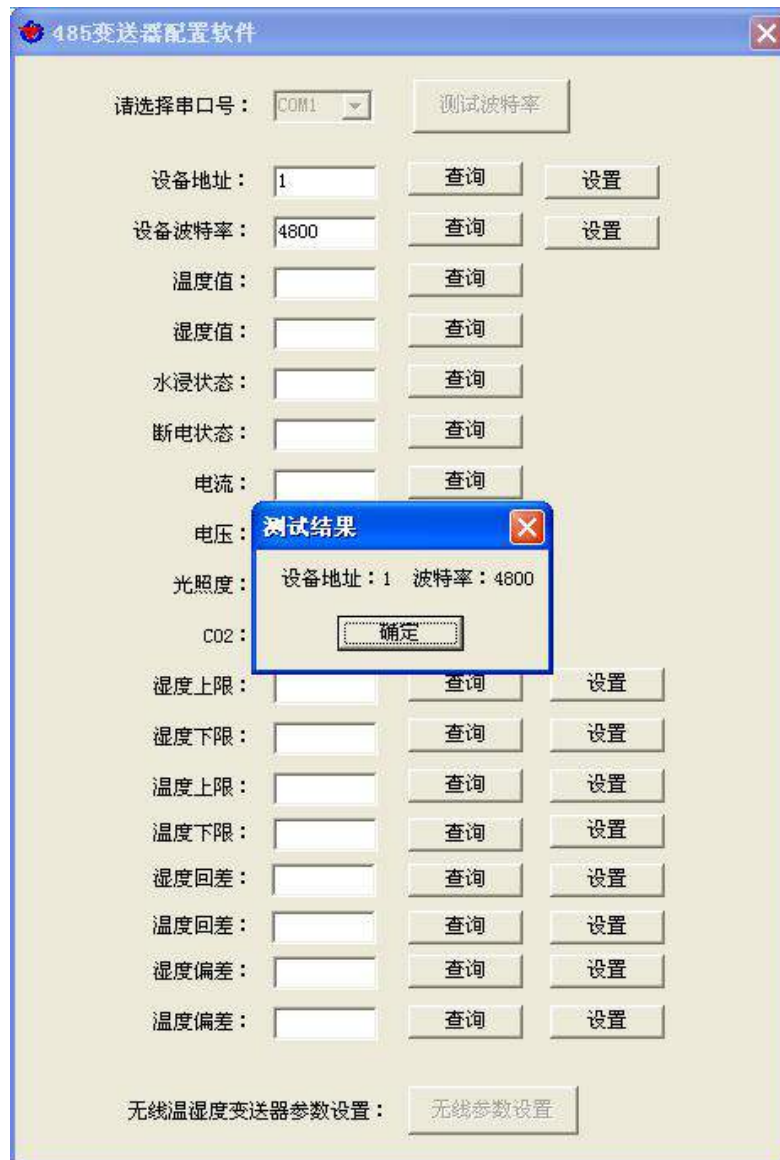 485变送器配置软件
请选择串口号： COM1 测试波特率
设备地址： 1 查询 设置
设备波特率： 4800 查询 设置
温度值： 查询
湿度值： 查询
水浸状态： 查询
断电状态： 查询
电流： 查询
测试结果
电压：
设备地址：1 波特率：4800
光照度：
确定
CO2：
湿度上限： 查询 设置
湿度下限： 查询 设置
温度上限： 查询 设置
温度下限： 查询 设置
湿度回差： 查询 设置
温度回差： 查询 设置
湿度偏差： 查询 设置
温度偏差： 查询 设置
无线温湿度变送器参数设置： 无线参数设置